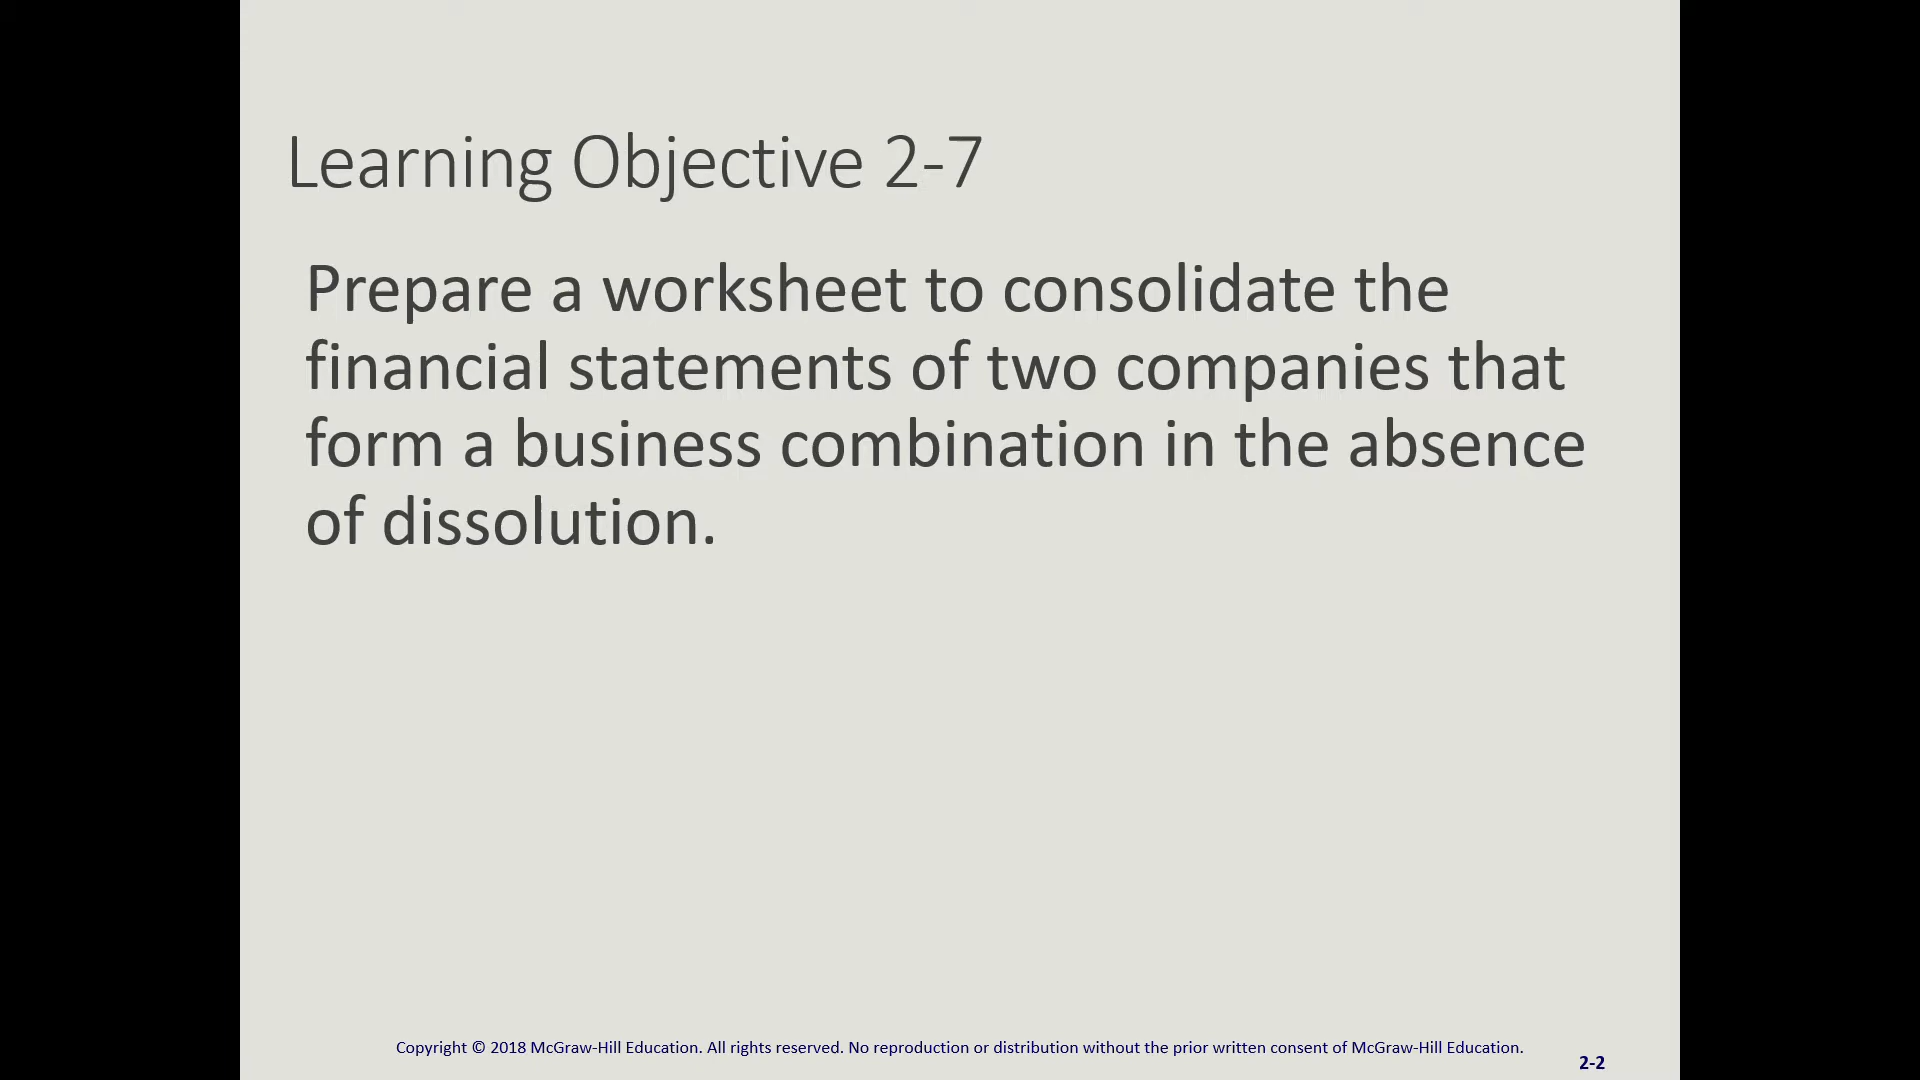 Learning Objective 2-7
Prepare a worksheet to consolidate the
financial statements of two companies that
form a business combination in the absence
of dissolution.
Copyright © 2018 McGraw-Hill Education. All rights reserved. No reproduction or distribution without the prior written consent of McGraw-Hill Education.
2-2